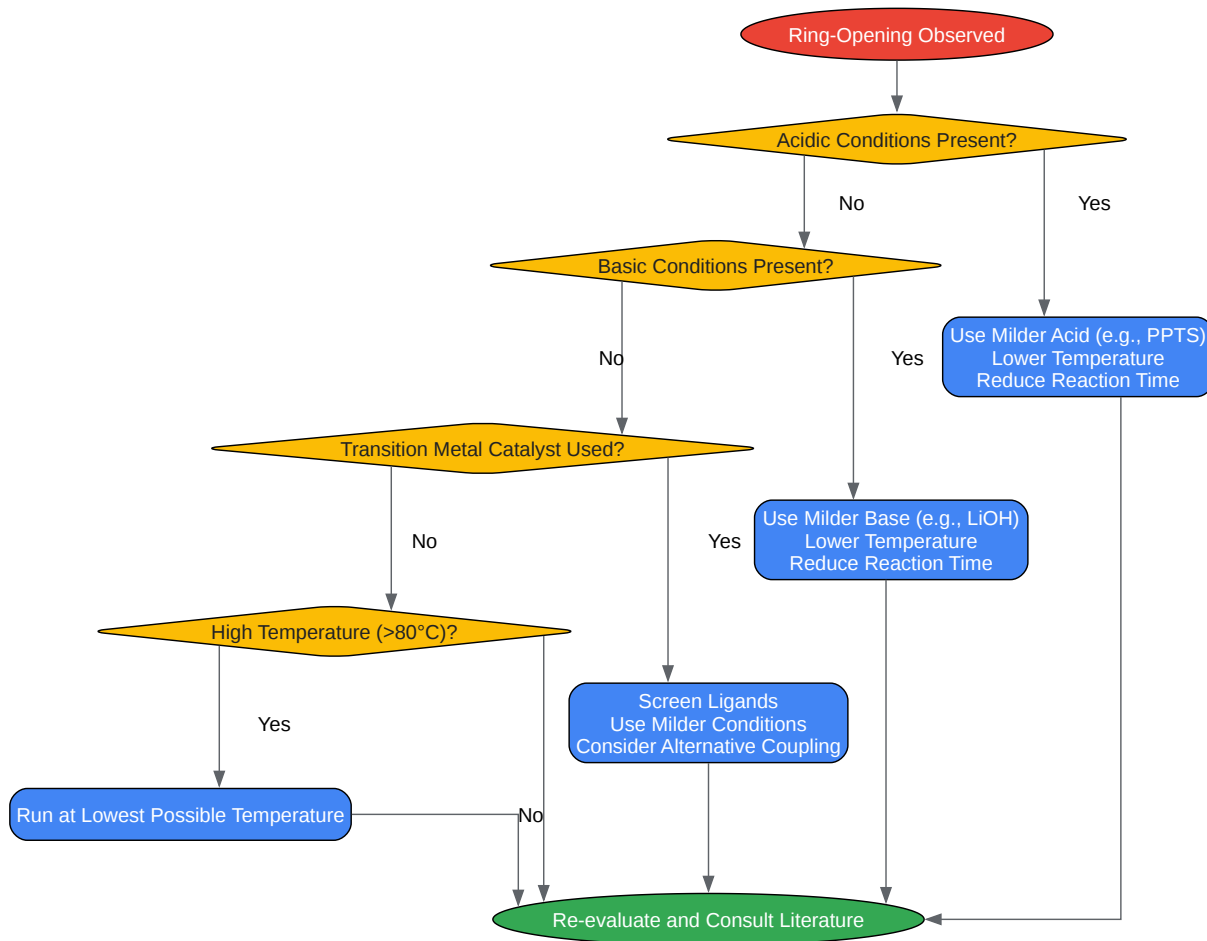 Ring-Opening Observed
Acidic Conditions Present?
No
Yes
Basic Conditions Present?
Use Milder Acid (e.g., PPTS)
Lower Temperature
Reduce Reaction Time
No
Yes
Transition Metal Catalyst Used?
Use Milder Base (e.g., LiOH)
Lower Temperature
Reduce Reaction Time
No
Yes
High Temperature (>80°C)?
Screen Ligands
Use Milder Conditions
Consider Alternative Coupling
Yes
Run at Lowest Possible Temperature
No
Re-evaluate and Consult Literature